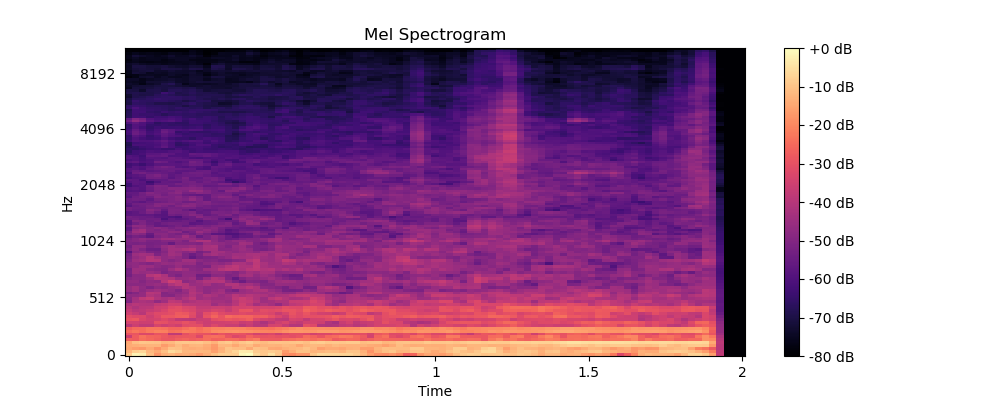 Mel Spectrogram
Hz
8192
4096
2048
1024
512
0
0
0.5
1
1.5
2
Time
+0 dB
-10 dB
-20 dB
-30 dB
-40 dB
-50 dB
-60 dB
-70 dB
-80 dB